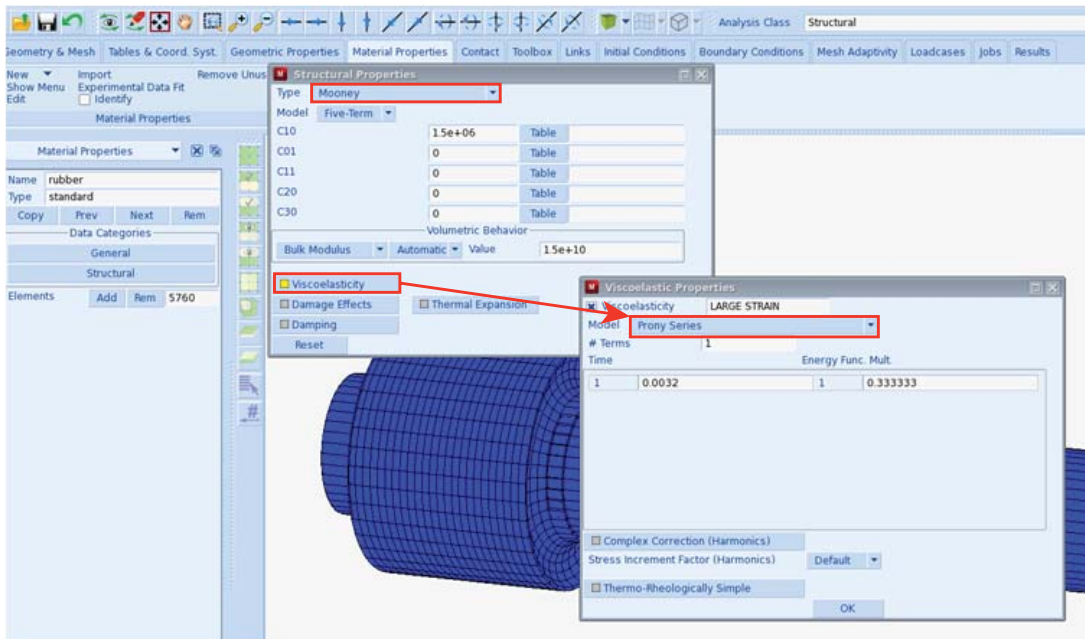 Analysis Class Structural
Geometry & Mesh Tables & Coord. Syst. Geometric Properties Material Properties Contact Toolbox Links Initial Conditions Boundary Conditions Mesh Adaptivity Loadcases Jobs Results
New Import Remove Unus
Show Menu Experimental Data Fit
Edit Identify
Material Properties
Material Properties
Name rubber
Type standard
Copy Prev Next Rem
Data Categories
General
Structural
Elements Add Rem 5760
Structural Properties
Type Mooney
Model Five-Term
C10 1.5e+06 Table
C01 0 Table
C11 0 Table
C20 0 Table
C30 0 Table
Volumetric Behavior
Bulk Modulus Automatic Value 1.5e+10
Viscoelasticity
Damage Effects Thermal Expansion
Damping
Reset
Viscoelastic Properties
Viscoelasticity LARGE STRAIN
Model Prony Series
# Terms 1
Time Energy Func. Mult.
1 0.0032 1 0.333333
Complex Correction (Harmonics)
Stress Increment Factor (Harmonics) Default
Thermo-Rheologically Simple
OK